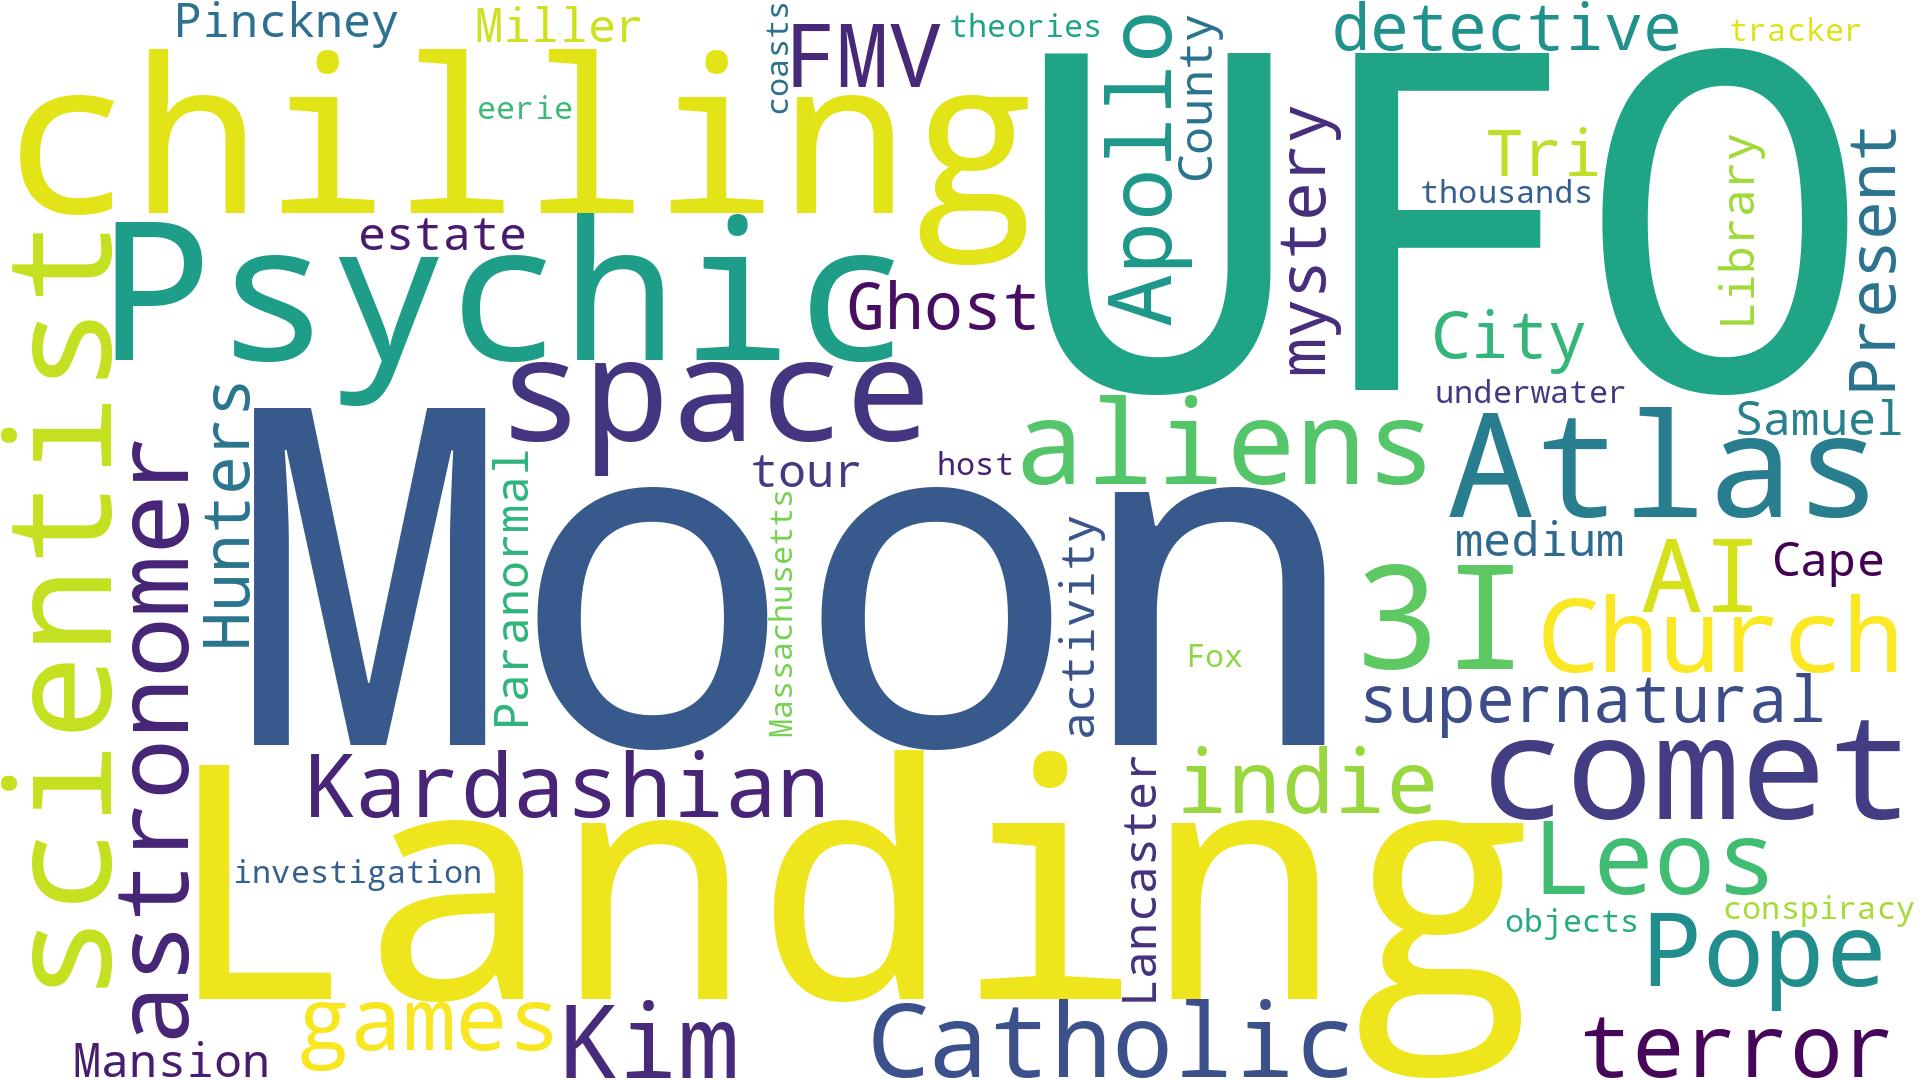 Pinckney
Miller
coasts
FMV
theories
Apollo
County
detective
tracker
chilling
eerie
UFO
mystery
Tri
thousands
Library
Present
scientist
Psychic
estate
Ghost
City
underwater
space
aliens
Atlas
Samuel
Hunters
astronomer
Moon
Paranormal
tour
host
Massachusetts
activity
Fox
medium
AI
Cape
3I
Church
supernatural
comet
Kardashian
Landing
investigation
Lancaster
indie
Leos
objects
conspiracy
Pope
Mansion
games
Kim
Catholic
terror